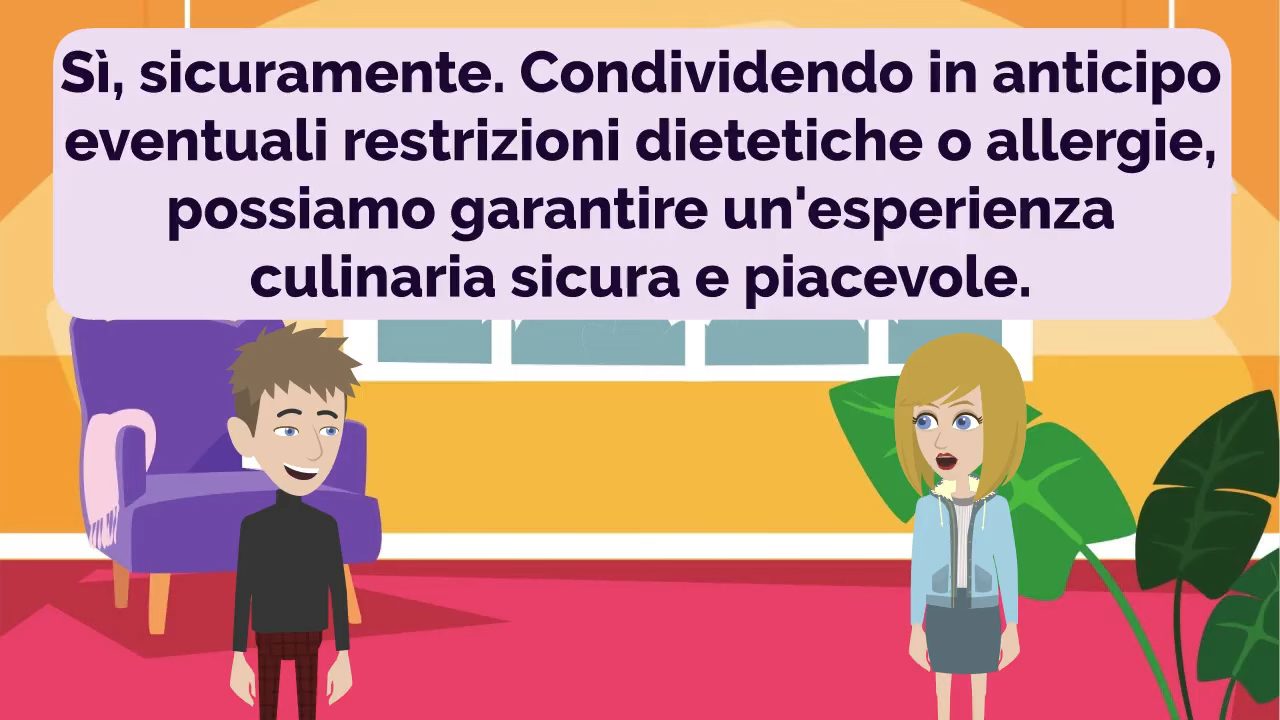 Sì, sicuramente. Condividendo in anticipo
eventuali restrizioni dietetiche o allergie,
possiamo garantire un'esperienza
culinaria sicura e piacevole.